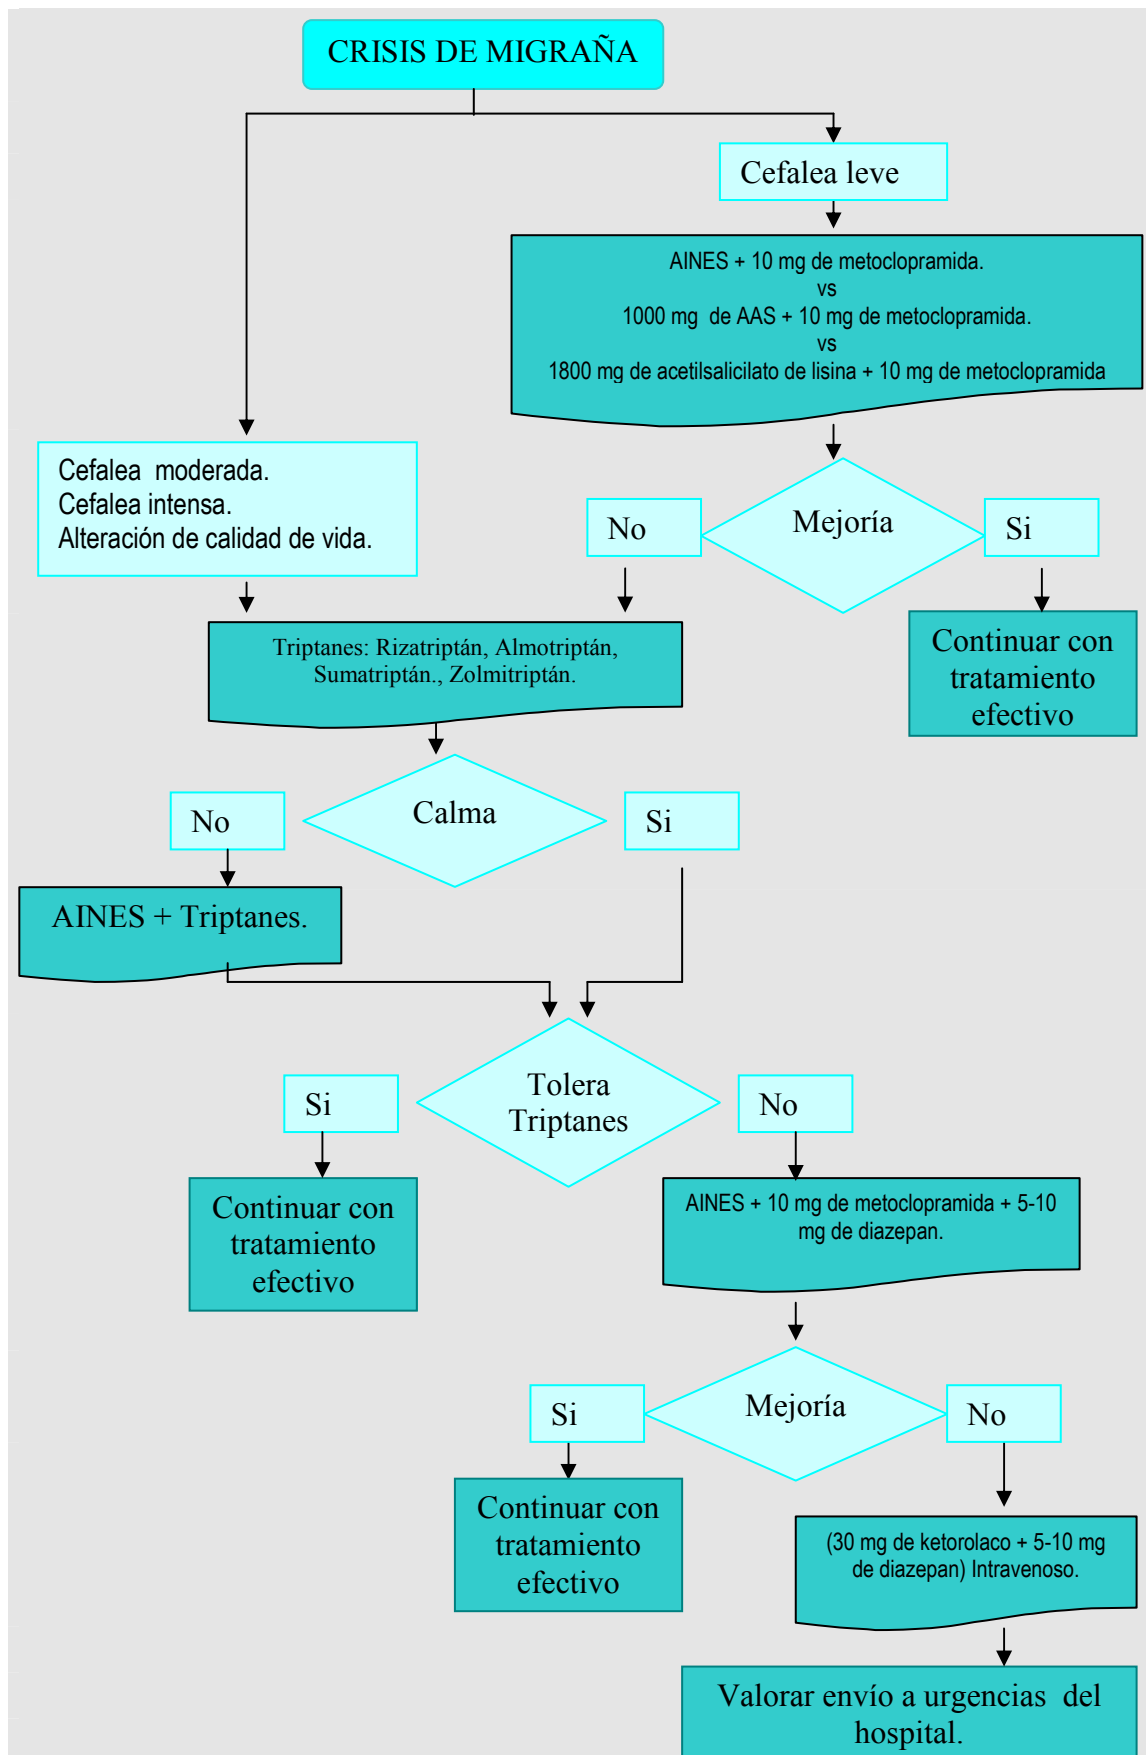 CRISIS DE MIGRAÑA
Cefalea leve
AINES + 10 mg de metoclopramida.
vs
1000 mg de AAS + 10 mg de metoclopramida.
vs
1800 mg de acetilsalicilato de lisina + 10 mg de metoclopramida
Cefalea moderada.
Cefalea intensa.
Alteración de calidad de vida.
No
Mejoría
Si
Continuar con
tratamiento
efectivo
Triptanes: Rizatriptán, Almotriptán,
Sumatriptán., Zolmitriptán.
No
Calma
Si
AINES + Triptanes.
Si
Tolera
Triptanes
No
Continuar con
tratamiento
efectivo
AINES + 10 mg de metoclopramida + 5-10
mg de diazepan.
Si
Mejoría
No
Continuar con
tratamiento
efectivo
(30 mg de ketorolaco + 5-10 mg
de diazepan) Intravenoso.
Valorar envío a urgencias del
hospital.